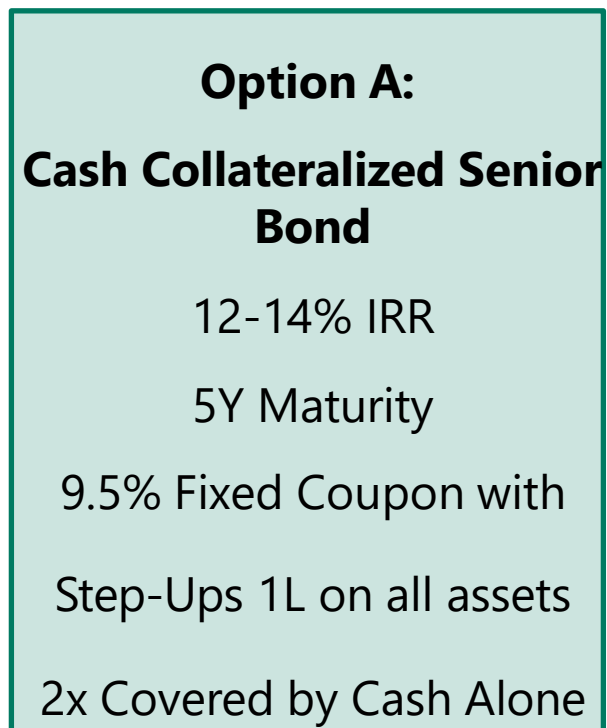 Option A:
Cash Collateralized Senior
Bond
12-14% IRR
5Y Maturity
9.5% Fixed Coupon with
Step-Ups 1L on all assets
2x Covered by Cash Alone